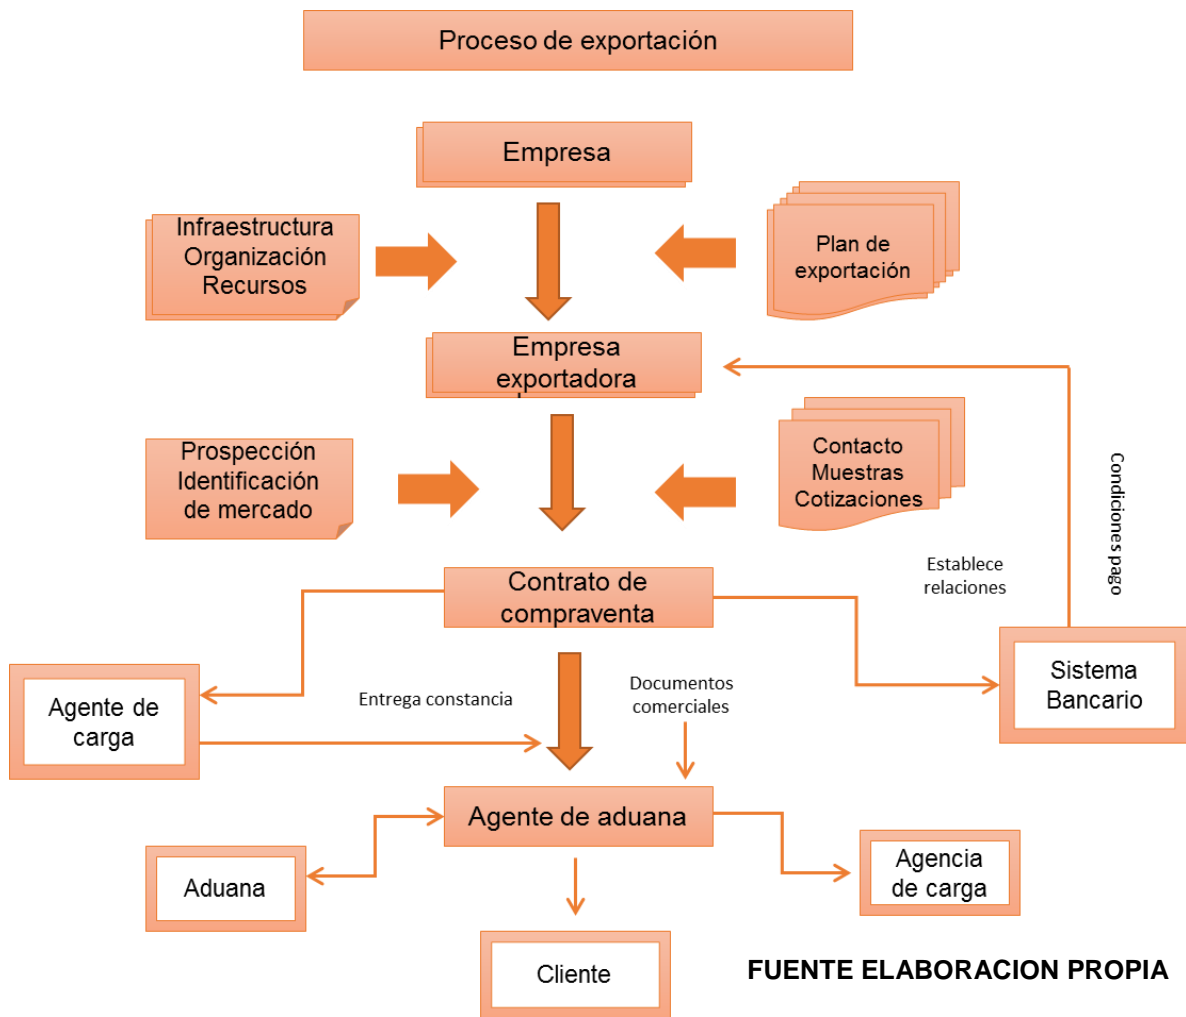 Proceso de exportación
Empresa
Infraestructura
Organización
Recursos
Plan de
exportación
Empresa
exportadora
Prospección
Identificación
de mercado
Contacto
Muestras
Cotizaciones
Condiciones pago
Establece
relaciones
Contrato de
compraventa
Sistema
Bancario
Agente de
carga
Entrega constancia
Documentos
comerciales
Agente de aduana
Aduana
Agencia
de carga
Cliente
FUENTE ELABORACION PROPIA